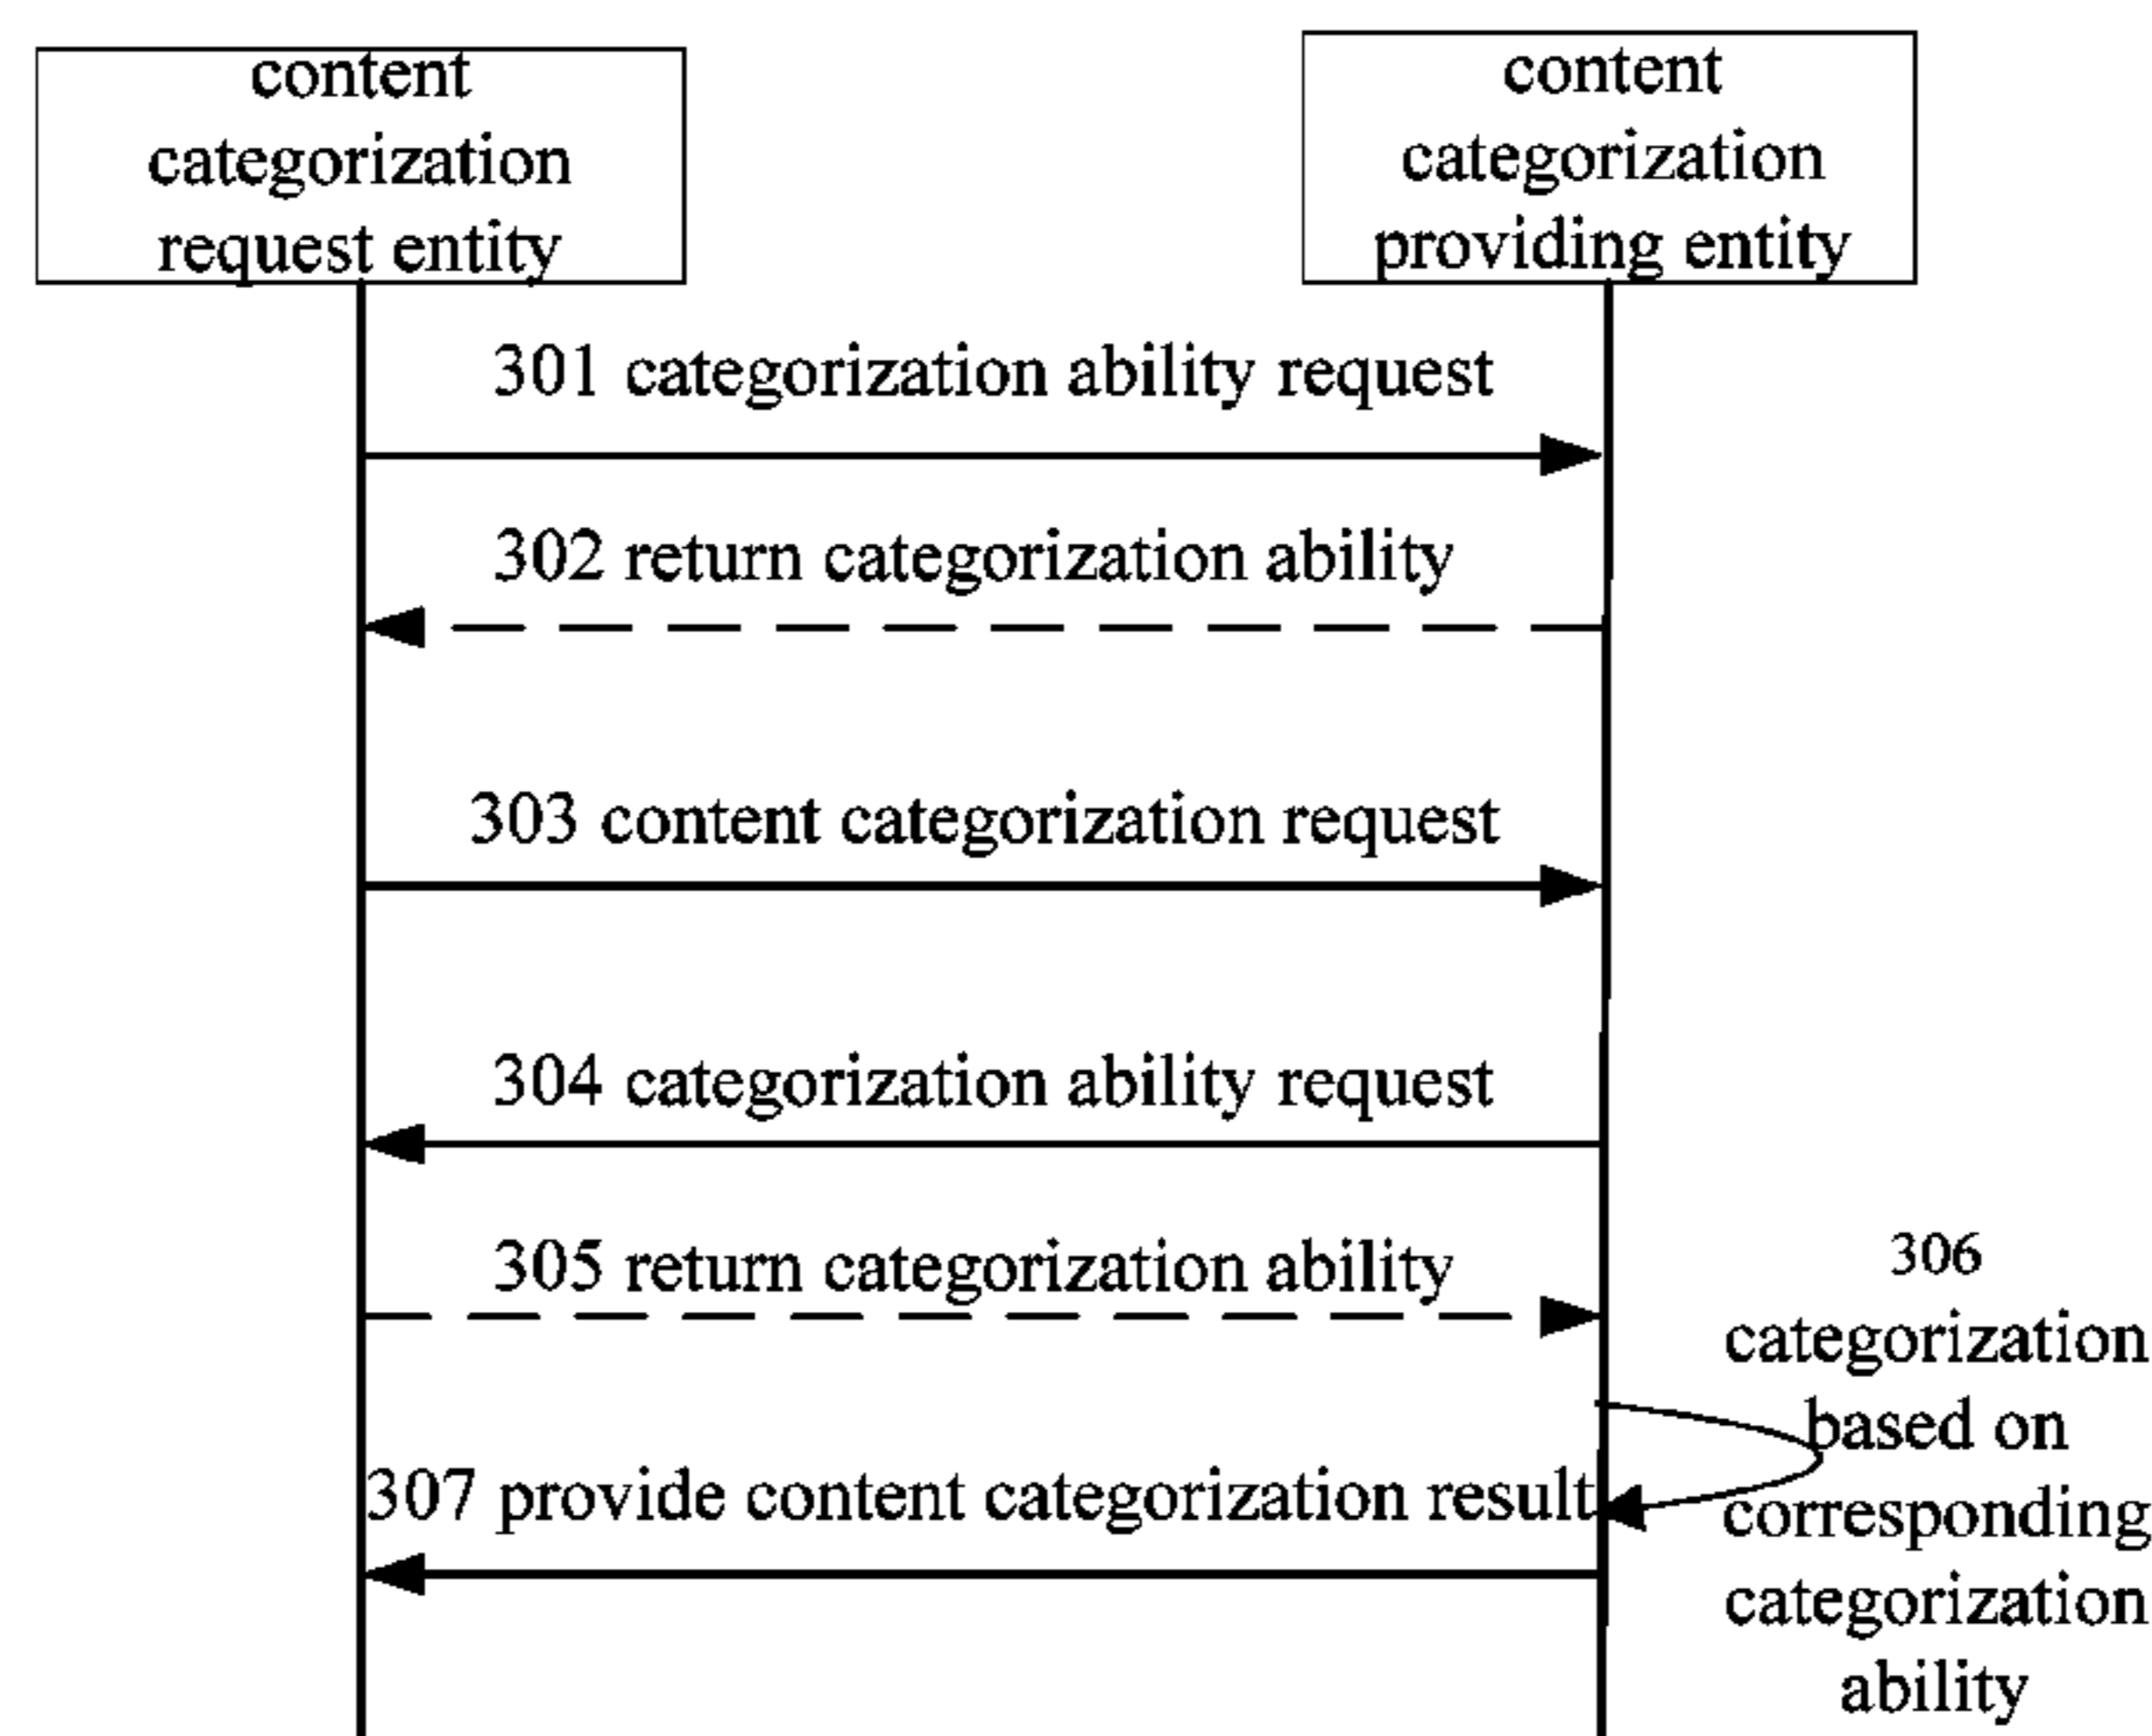 content
categorization
request entity
content
categorization
providing entity
301 categorization ability request
302 return categorization ability
303 content categorization request
304 categorization ability request
305 return categorization ability
306
categorization
based on
corresponding
categorization
ability
307 provide content categorization result